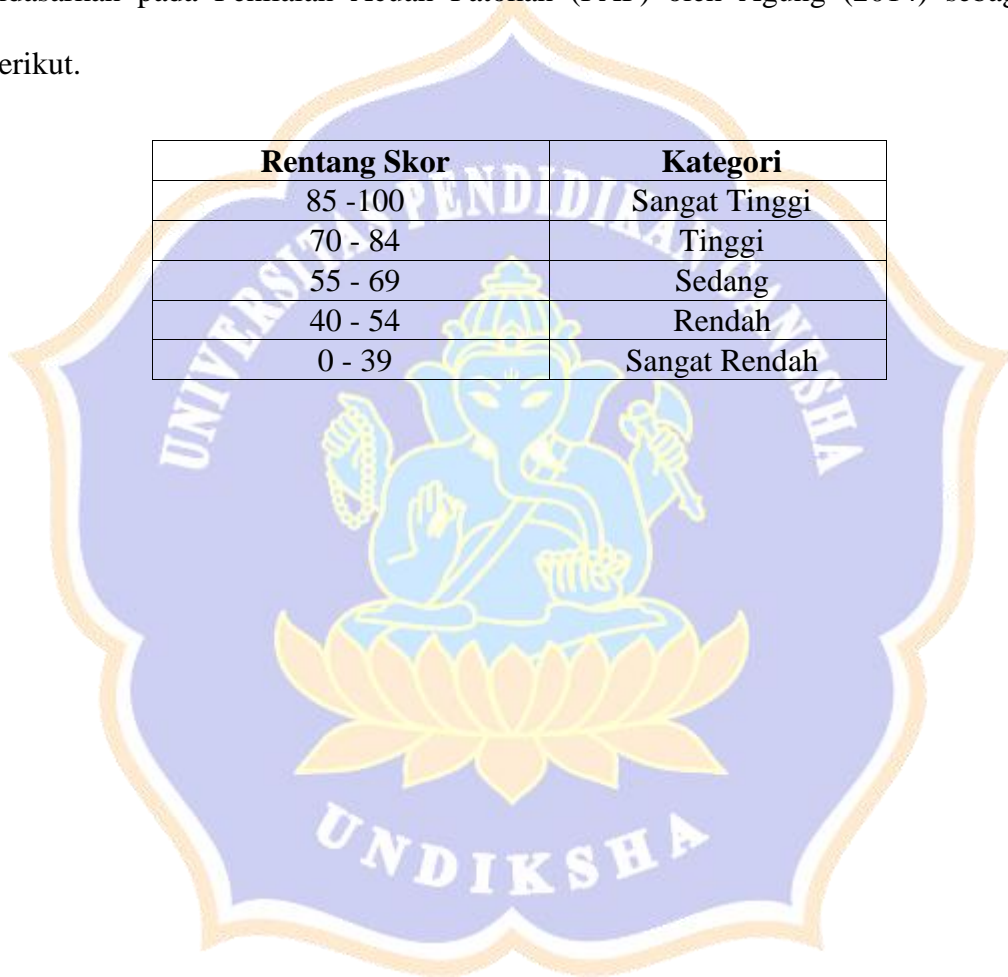 didasarkan pada Penilaian Acuan Patokan (PAP) oleh Agung (2014) sebag
erikut.
Rentang Skor Kategori
85 -100 Sangat Tinggi
70 - 84 Tinggi
55 - 69 Sedang
40 - 54 Rendah
0 - 39 Sangat Rendah
UNIVERSITAS PENDIDIKAN GANESHA
UNDIKSHA